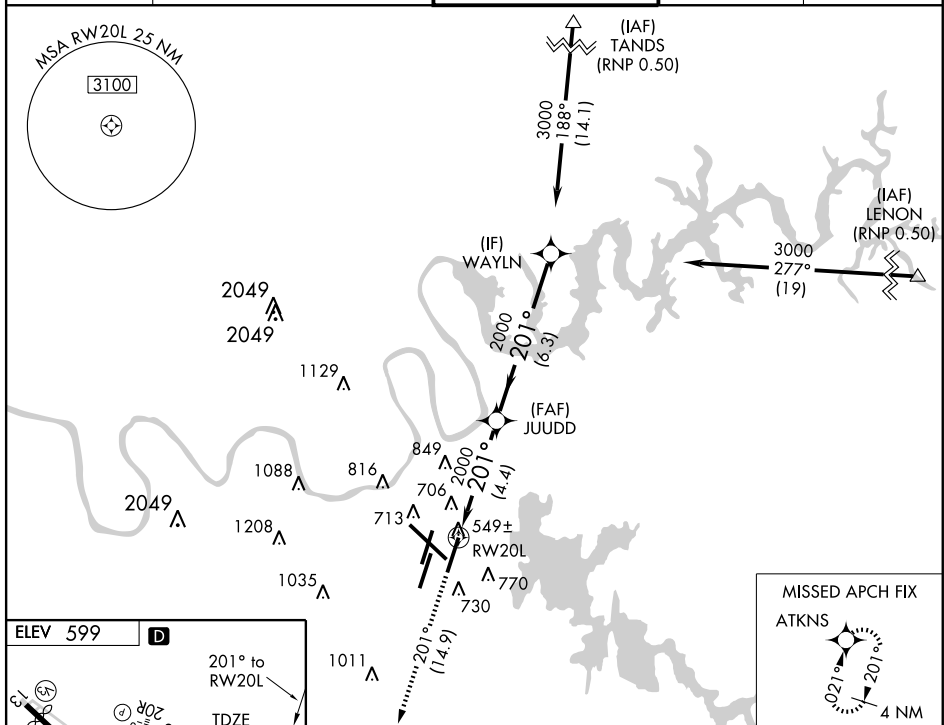 MSA RW20L 25 NM
3100
(IAF)
TANDS
(RNP 0.50)
3000
188°
(14.1)
(IAF)
LENON
(RNP 0.50)
3000
277°
(19)
(IF)
WAYLN
2049
2049
2000
201°
(6.3)
1129
(FAF)
JUUDD
849
2000
201°
(4.4)
1088
816
706
2049
713
549±
RW20L
1208
770
1035
730
201°
(14.9)
1011
MISSED APCH FIX
ATKNS
021°
201°
4 NM
ELEV 599
D
201° to
RW20L
TDZE
13
20R
P